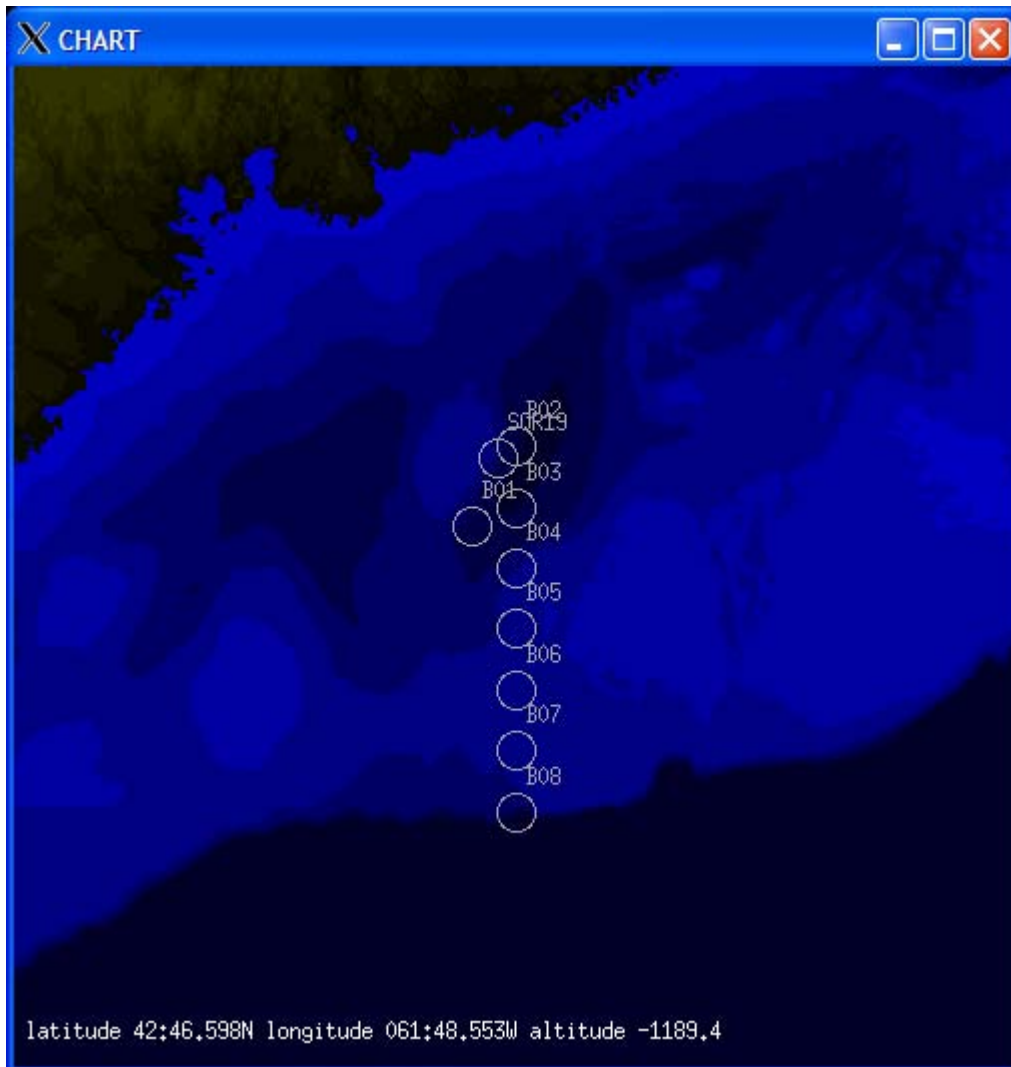 CHART
B02
SOR19
B03
B01
B04
B05
B06
B07
B08
latitude 42:46.598N longitude 061:48.553W altitude -1189.4